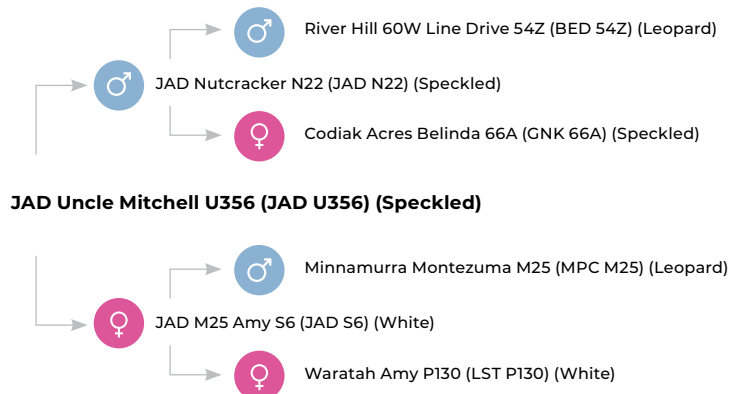 River Hill 60W Line Drive 54Z (BED 54Z) (Leopard)
JAD Nutcracker N22 (JAD N22) (Speckled)
Codiak Acres Belinda 66A (GNK 66A) (Speckled)
JAD Uncle Mitchell U356 (JAD U356) (Speckled)
Minnamurra Montezuma M25 (MPC M25) (Leopard)
JAD M25 Amy S6 (JAD S6) (White)
Waratah Amy P130 (LST P130) (White)